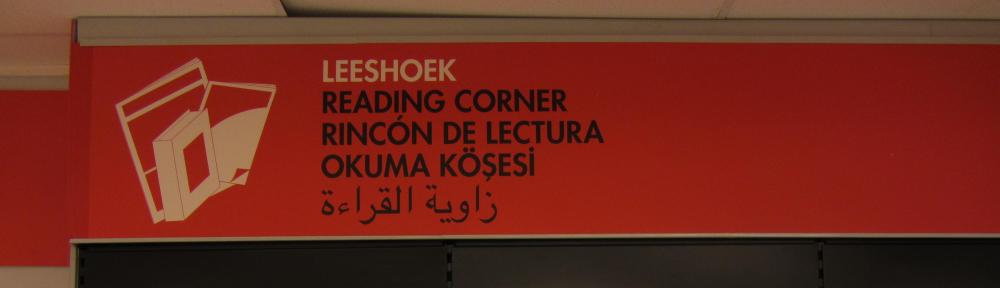 LEESHOEK
READING CORNER
RINCÓN DE LECTURA
OKUMA KÖŞESİ
زاوية القراءة